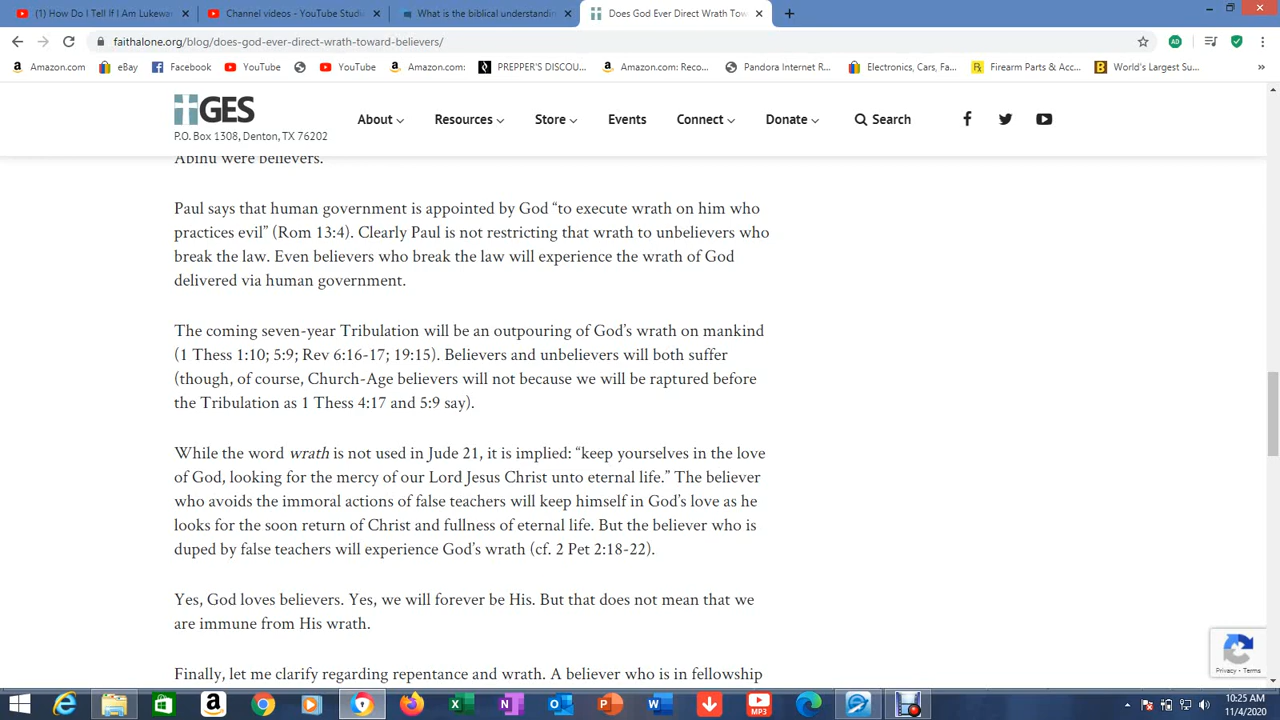 (1) How Do I Tell If I Am Lukewar
Channel videos - YouTube Studi
What is the biblical understandin
Does God Ever Direct Wrath Tow
faithalone.org/blog/does-god-ever-direct-wrath-toward-believers/
Amazon.com
eBay
Facebook
YouTube
YouTube
Amazon.com:
PREPPER'S DISCOU...
Amazon.com: Reco...
Pandora Internet R...
Electronics, Cars, Fa...
Firearm Parts & Acc...
World's Largest Su...
GES
P.O. Box 1308, Denton, TX 76202
About
Resources
Store
Events
Connect
Donate
Search
Abihu were believers.
Paul says that human government is appointed by God “to execute wrath on him who
practices evil” (Rom 13:4). Clearly Paul is not restricting that wrath to unbelievers who
break the law. Even believers who break the law will experience the wrath of God
delivered via human government.
The coming seven-year Tribulation will be an outpouring of God’s wrath on mankind
(1 Thess 1:10; 5:9; Rev 6:16-17; 19:15). Believers and unbelievers will both suffer
(though, of course, Church-Age believers will not because we will be raptured before
the Tribulation as 1 Thess 4:17 and 5:9 say).
While the word wrath is not used in Jude 21, it is implied: “keep yourselves in the love
of God, looking for the mercy of our Lord Jesus Christ unto eternal life.” The believer
who avoids the immoral actions of false teachers will keep himself in God’s love as he
looks for the soon return of Christ and fullness of eternal life. But the believer who is
duped by false teachers will experience God’s wrath (cf. 2 Pet 2:18-22).
Yes, God loves believers. Yes, we will forever be His. But that does not mean that we
are immune from His wrath.
Finally, let me clarify regarding repentance and wrath. A believer who is in fellowship
Privacy - Terms
MP3
10:25 AM
11/4/2020